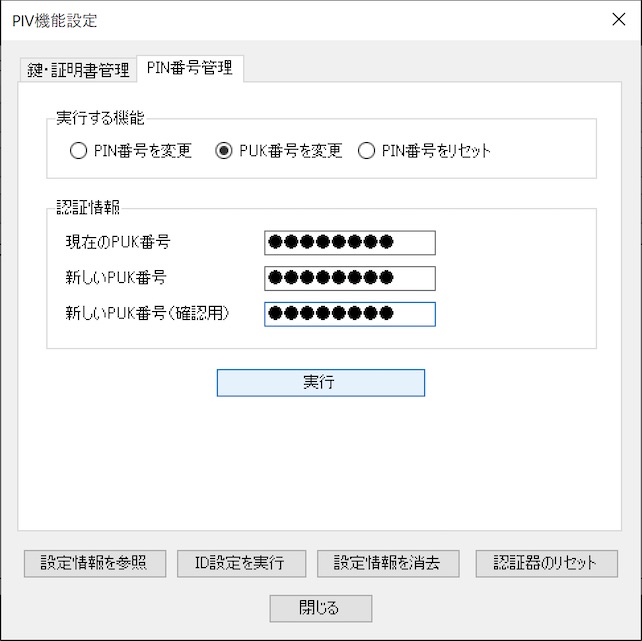 PIV機能設定
鍵・証明書管理 PIN番号管理
実行する機能
PIN番号を変更 PUK番号を変更 PIN番号をリセット
認証情報
現在のPUK番号 ●●●●●●●●
新しいPUK番号 ●●●●●●●●
新しいPUK番号(確認用) ●●●●●●●●
実行
設定情報を参照 ID設定を実行 設定情報を消去 認証器のリセット
閉じる